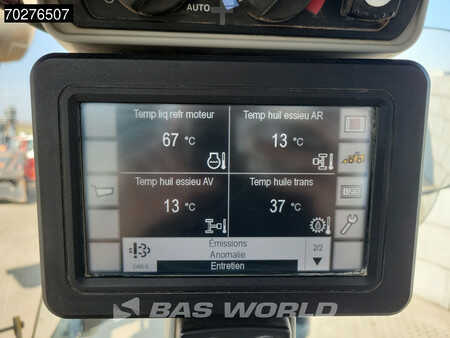 70276507
AUTO
Temp liq refr moteur
67 °C
Temp huil essieu AR
13 °C
Temp huil essieu AV
13 °C
Temp huile trans
37 °C
Émissions
Anomalie
Entretien
2/2
BAS WORLD